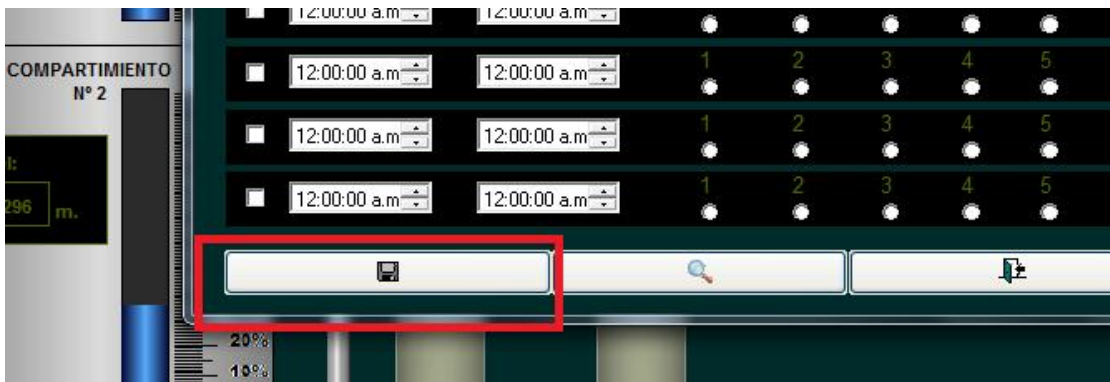 12:00:00 a.m 12:00:00 a.m
COMPARTIMIENTO
Nº 2
12:00:00 a.m 12:00:00 a.m 1 2 3 4 5
12:00:00 a.m 12:00:00 a.m 1 2 3 4 5
l:
296 m.
12:00:00 a.m 12:00:00 a.m 1 2 3 4 5
20%
10%